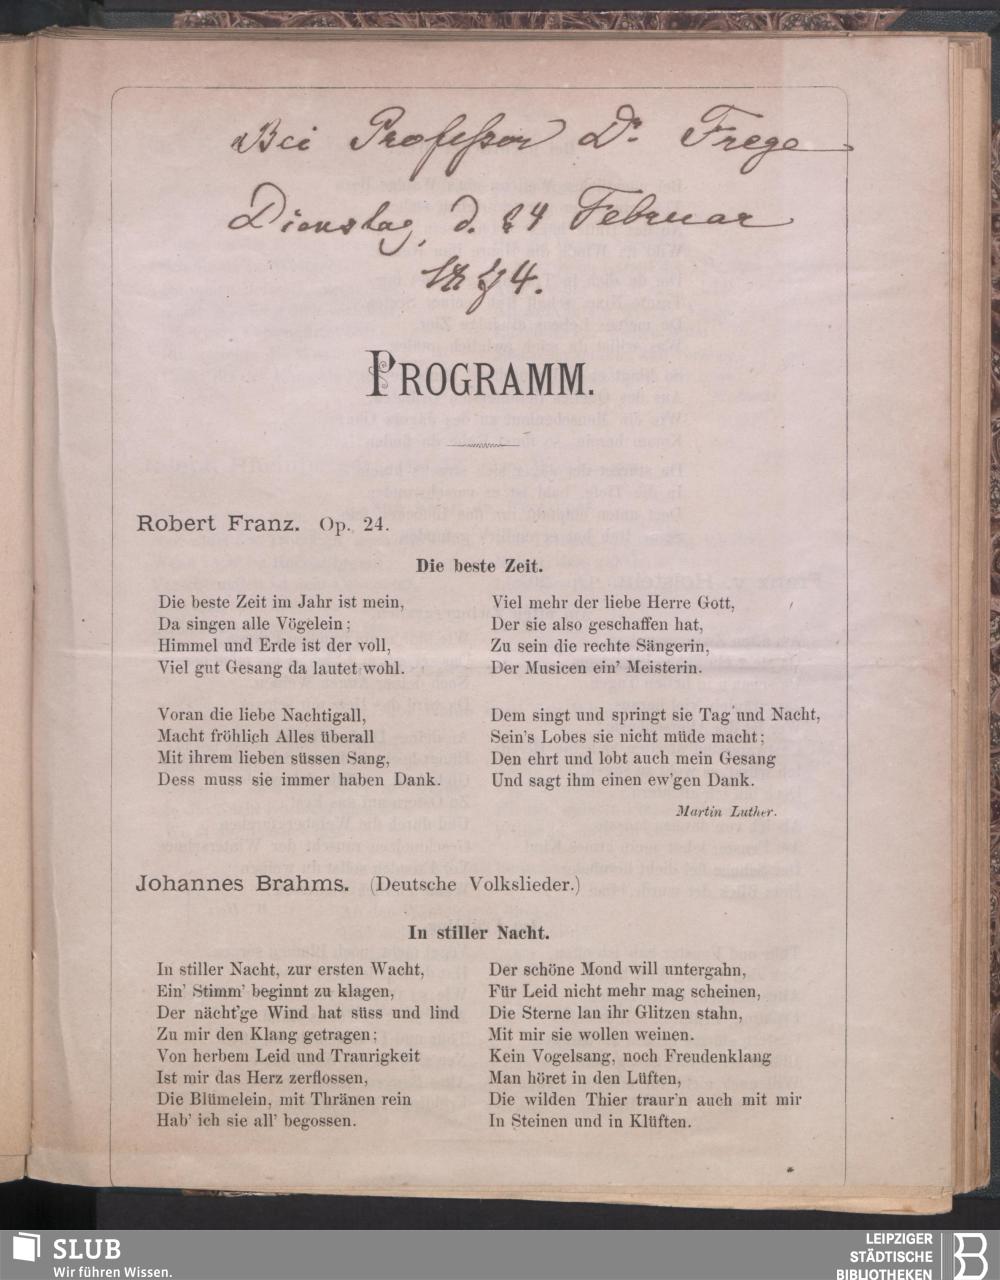 Bei Professor Dr. Frege
Dienstag, d. 24 Februar
1874.
PROGRAMM.
Robert Franz. Op. 24.
Die beste Zeit.
Die beste Zeit im Jahr ist mein,
Da singen alle Vögelein;
Himmel und Erde ist der voll,
Viel gut Gesang da lautet wohl.
Voran die liebe Nachtigall,
Macht fröhlich Alles überall
Mit ihrem lieben süssen Sang,
Dess muss sie immer haben Dank.
Viel mehr der liebe Herre Gott,
Der sie also geschaffen hat,
Zu sein die rechte Sängerin,
Der Musicen ein' Meisterin.
Dem singt und springt sie Tag und Nacht,
Sein's Lobes sie nicht müde macht;
Den ehrt und lobt auch mein Gesang
Und sagt ihm einen ew'gen Dank.
Martin Luther.
Johannes Brahms. (Deutsche Volkslieder.)
In stiller Nacht.
In stiller Nacht, zur ersten Wacht,
Ein' Stimm' beginnt zu klagen,
Der nächt'ge Wind hat süss und lind
Zu mir den Klang getragen;
Von herbem Leid und Traurigkeit
Ist mir das Herz zerflossen,
Die Blümelein, mit Thränen rein
Hab' ich sie all' begossen.
Der schöne Mond will untergahn,
Für Leid nicht mehr mag scheinen,
Die Sterne lan ihr Glitzen stahn,
Mit mir sie wollen weinen.
Kein Vogelsang, noch Freudenklang
Man höret in den Lüften,
Die wilden Thier traur'n auch mit mir
In Steinen und in Klüften.
SLUB
Wir führen Wissen.
LEIPZIGER
STÄDTISCHE
BIBLIOTHEKEN